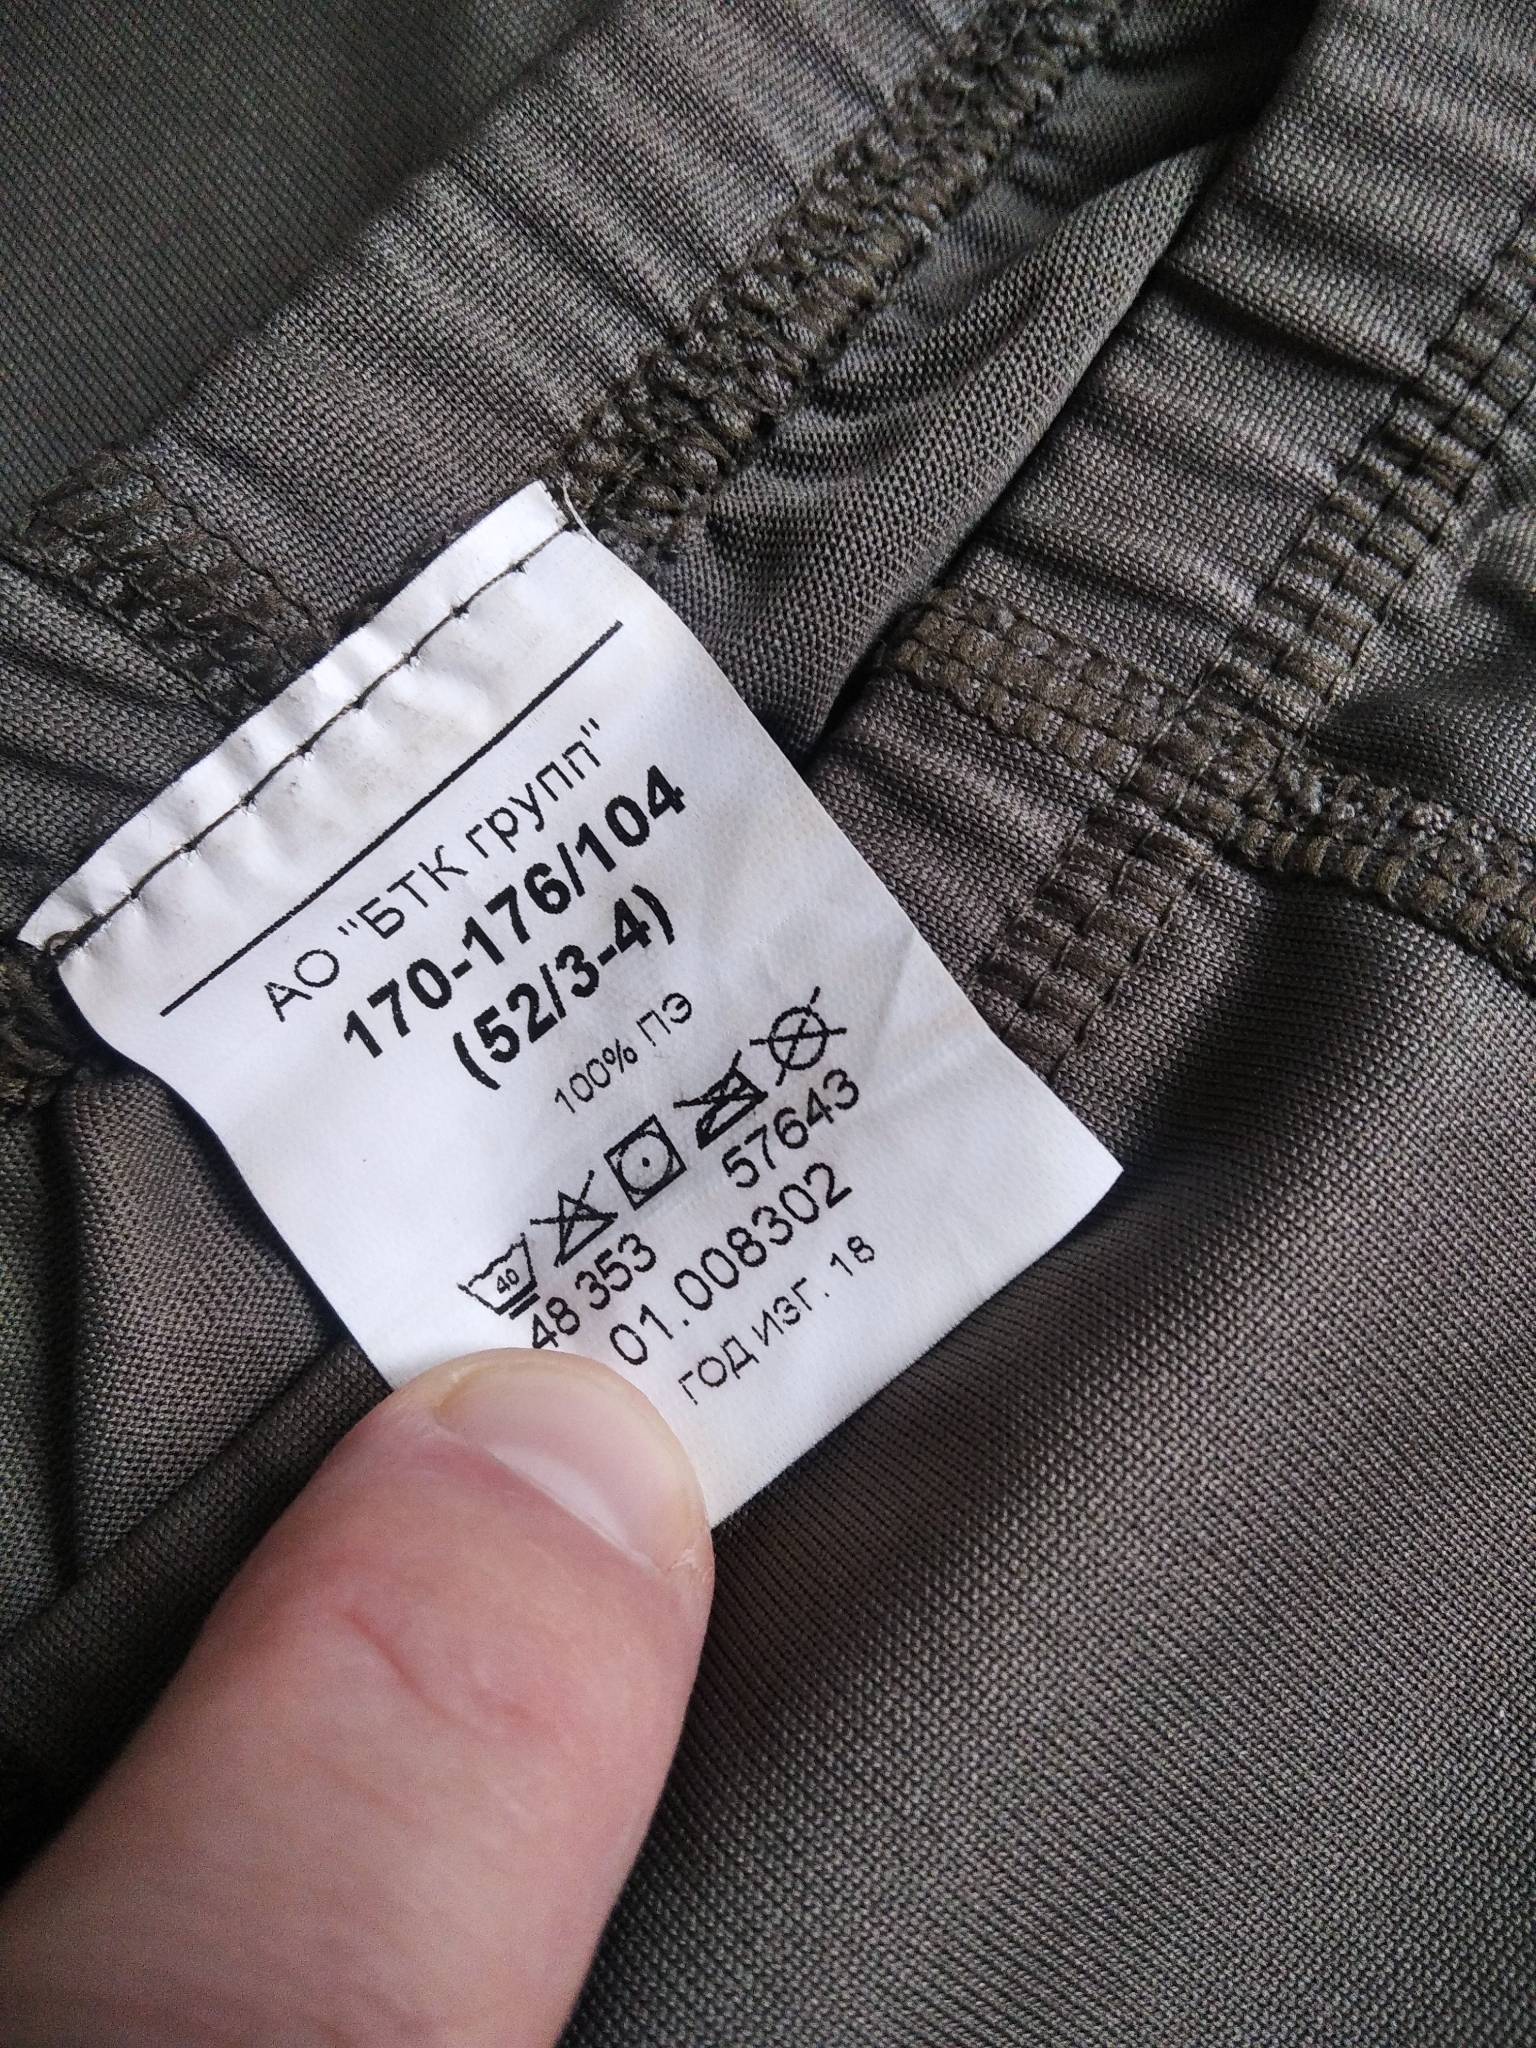 АО "БТК групп"
170-176/104
(52/3-4)
100% ПЭ
40
48 353 57643
01.008302
год изг. 18